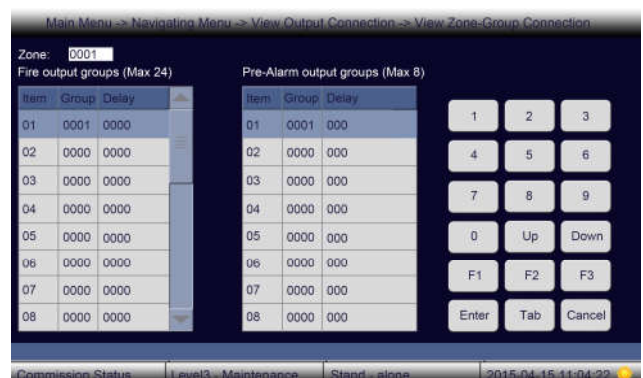 Main Menu -> Navigating Menu -> View Output Connection -> View Zone-Group Connection
Zone: 0001
Fire output groups (Max 24)
Pre-Alarm output groups (Max 8)
Item Group Delay
01 0001 0000
02 0000 0000
03 0000 0000
04 0000 0000
05 0000 0000
06 0000 0000
07 0000 0000
08 0000 0000
Item Group Delay
01 0001 000
02 0000 000
03 0000 000
04 0000 000
05 0000 000
06 0000 000
07 0000 000
08 0000 000
1 2 3
4 5 6
7 8 9
0 Up Down
F1 F2 F3
Enter Tab Cancel
Commission Status Level3 - Maintenance Stand - alone 2015-04-15 11:04:22